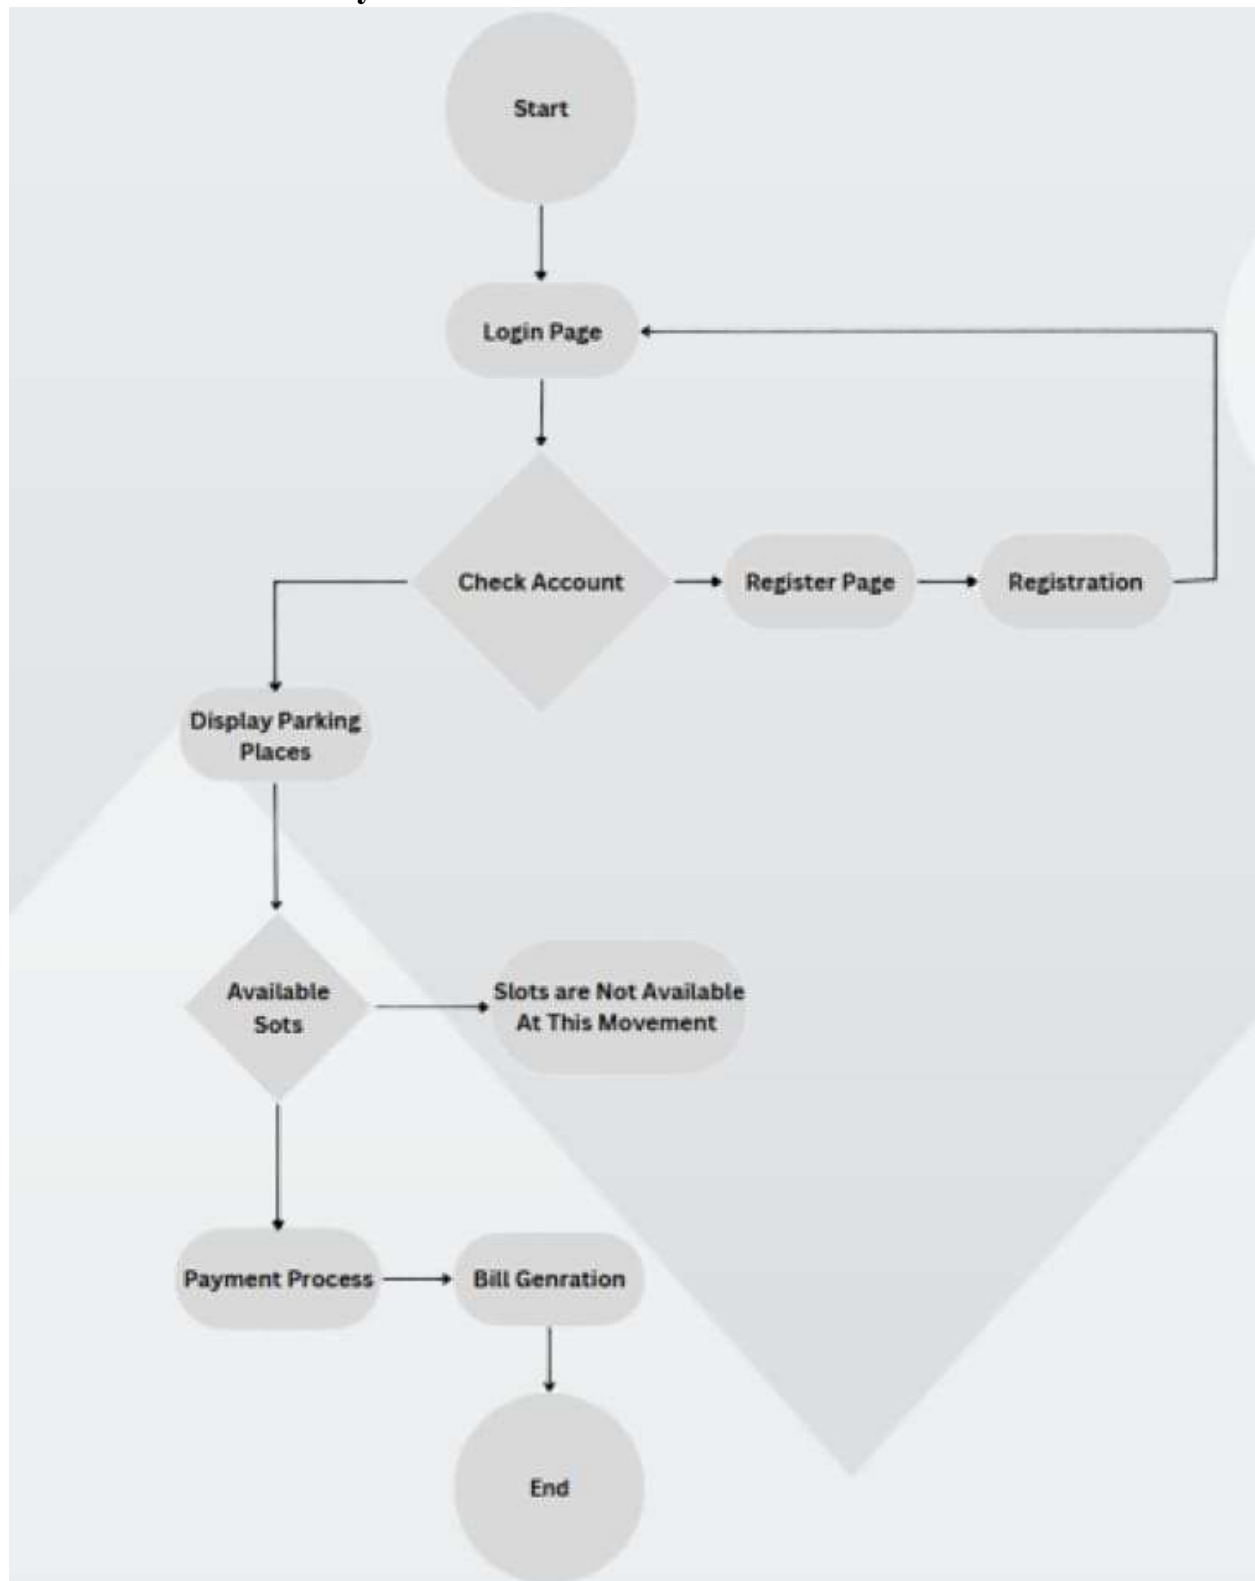 Start
Login Page
Check Account
Register Page
Registration
Display Parking
Places
Available
Sots
Slots are Not Available
At This Movement
Payment Process
Bill Genration
End